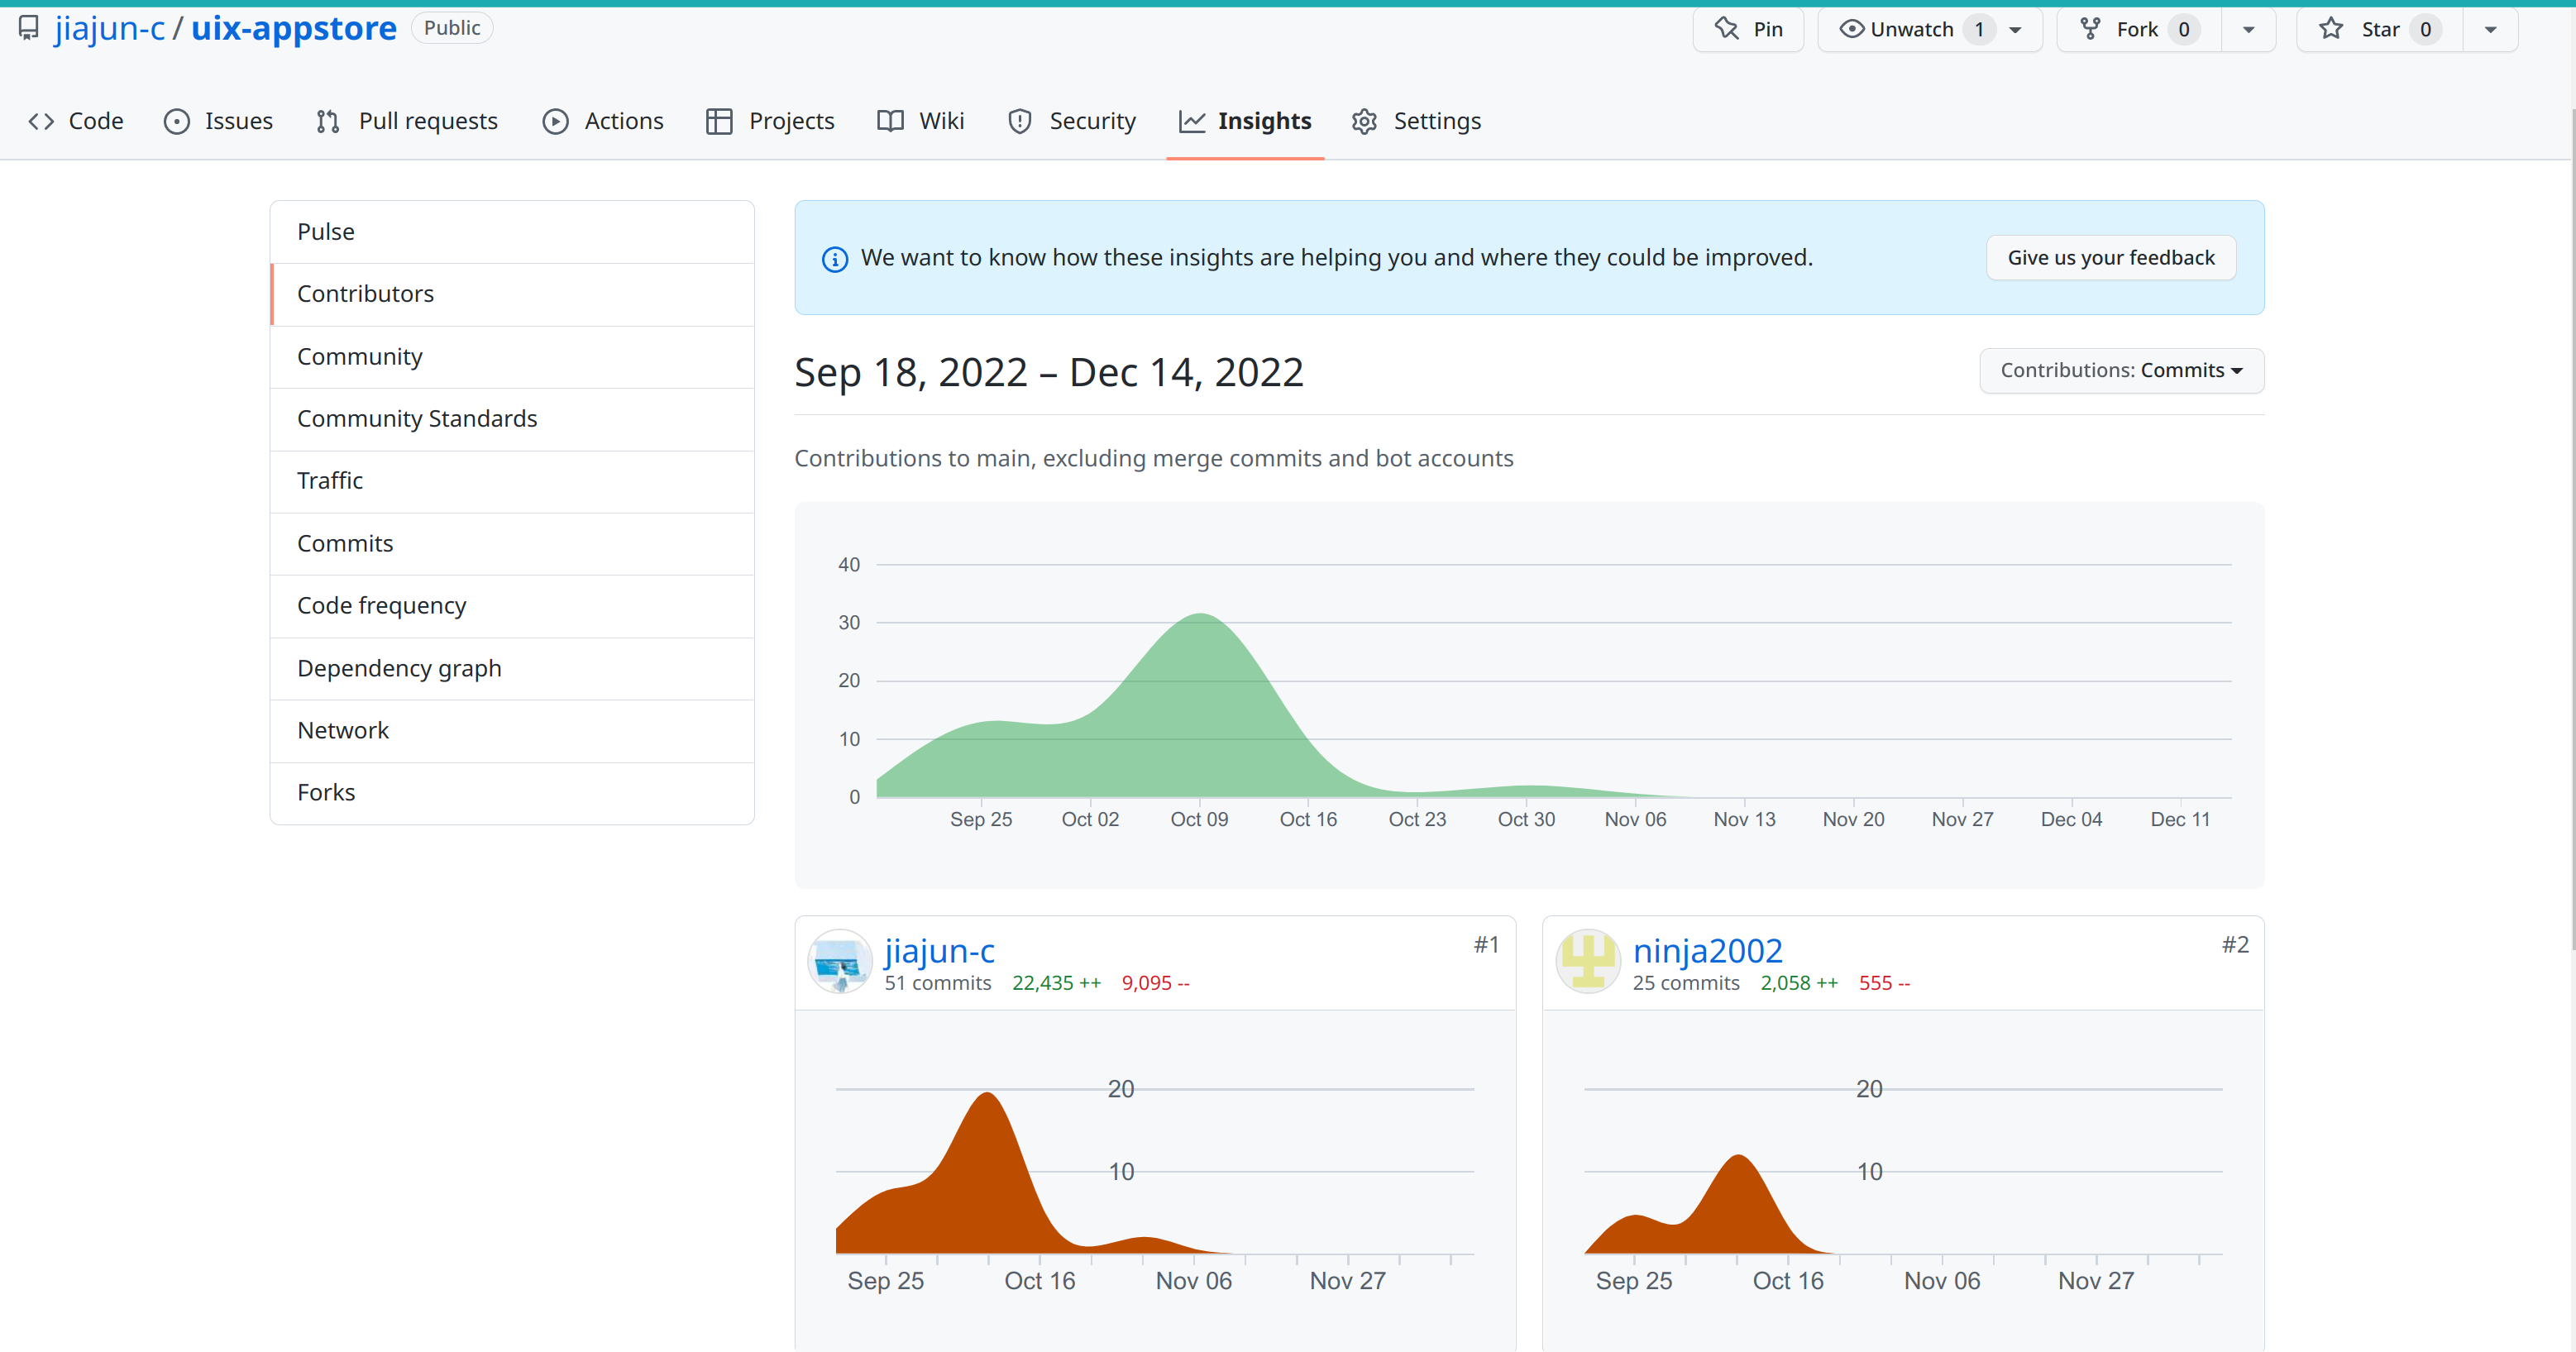 jiajun-c / uix-appstore Public Pin Unwatch 1 Fork 0 Star 0
Code Issues Pull requests Actions Projects Wiki Security Insights Settings
Pulse
Contributors
Community
Community Standards
Traffic
Commits
Code frequency
Dependency graph
Network
Forks
We want to know how these insights are helping you and where they could be improved. Give us your feedback
Sep 18, 2022 – Dec 14, 2022 Contributions: Commits
Contributions to main, excluding merge commits and bot accounts
40
30
20
10
0
Sep 25 Oct 02 Oct 09 Oct 16 Oct 23 Oct 30 Nov 06 Nov 13 Nov 20 Nov 27 Dec 04 Dec 11
jiajun-c #1
51 commits 22,435 ++ 9,095 --
20
10
Sep 25 Oct 16 Nov 06 Nov 27
ninja2002 #2
25 commits 2,058 ++ 555 --
20
10
Sep 25 Oct 16 Nov 06 Nov 27